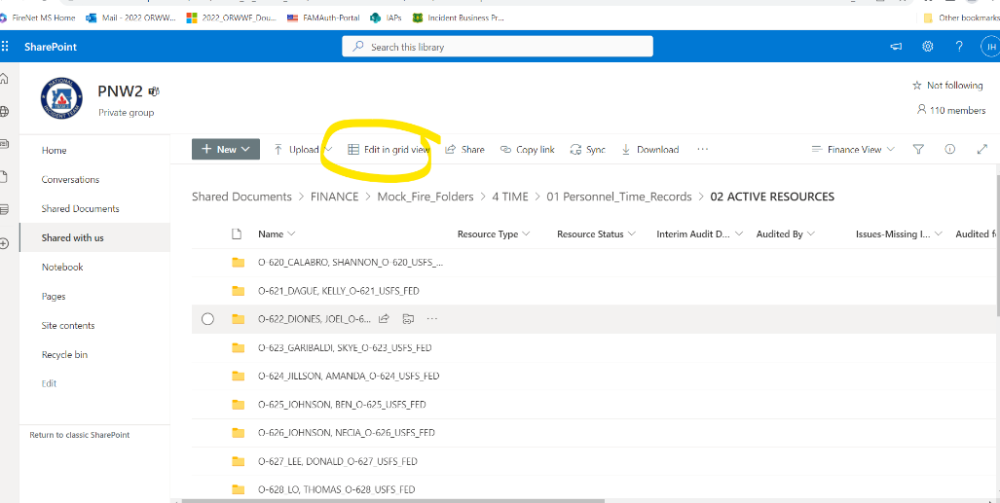 FireNet MS Home Mail - 2022 ORWW... 2022_ORWWF_Dou... FAMAuth-Portal IAPs Incident Business Pr... Other bookmarks
SharePoint Search this library ? JH
PNW2 Not following
Private group 110 members
+ New Upload Edit in grid view Share Copy link Sync Download ... Finance View
Home
Conversations
Shared Documents
Shared with us
Notebook
Pages
Site contents
Recycle bin
Edit
Return to classic SharePoint
Shared Documents > FINANCE > Mock_Fire_Folders > 4 TIME > 01 Personnel_Time_Records > 02 ACTIVE RESOURCES
Name Resource Type Resource Status Interim Audit D... Audited By Issues-Missing I... Audited f
O-620_CALABRO, SHANNON_O-620_USFS_...
O-621_DAGUE, KELLY_O-621_USFS_FED
O-622_DIONES, JOEL_O-6... ...
O-623_GARIBALDI, SKYE_O-623_USFS_FED
O-624_JILLSON, AMANDA_O-624_USFS_FED
O-625_JOHNSON, BEN_O-625_USFS_FED
O-626_JOHNSON, NECIA_O-626_USFS_FED
O-627_LEE, DONALD_O-627_USFS_FED
O-628_LO, THOMAS_O-628_USFS_FED